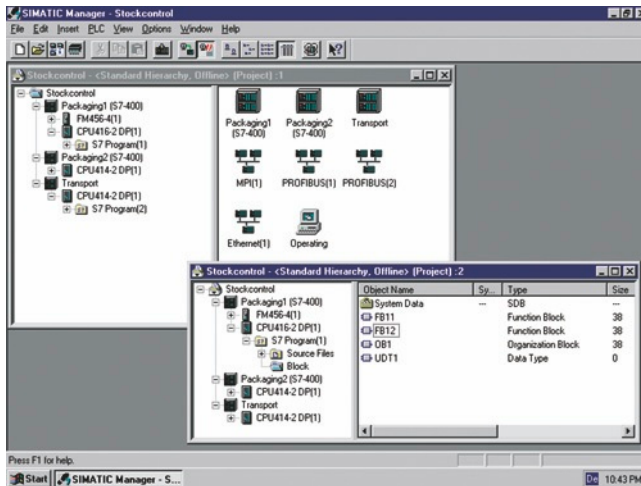 SIMATIC Manager - Stockcontrol
File Edit Insert PLC View Options Window Help
Stockcontrol - <Standard Hierarchy, Offline> (Project) :1
Stockcontrol
Packaging1 (S7-400)
FM456-4(1)
CPU416-2 DP(1)
S7 Program(1)
Packaging2 (S7-400)
CPU414-2 DP(1)
Transport
CPU414-2 DP(1)
S7 Program(2)
Packaging1 Packaging2 Transport
(S7-400) (S7-400)
MPI(1) PROFIBUS(1) PROFIBUS(2)
Ethernet(1) Operating
Stockcontrol - <Standard Hierarchy, Offline> (Project) :2
Stockcontrol
Packaging1 (S7-400)
FM456-4(1)
CPU416-2 DP(1)
S7 Program(1)
Source Files
Block
Packaging2 (S7-400)
CPU414-2 DP(1)
Transport
CPU414-2 DP(1)
Object Name Sy... Type Size
System Data --- SDB ---
FB11 Function Block 38
FB12 Function Block 38
OB1 Organization Block 38
UDT1 Data Type 0
Press F1 for help.
Start SIMATIC Manager - S... De 10:43 PM